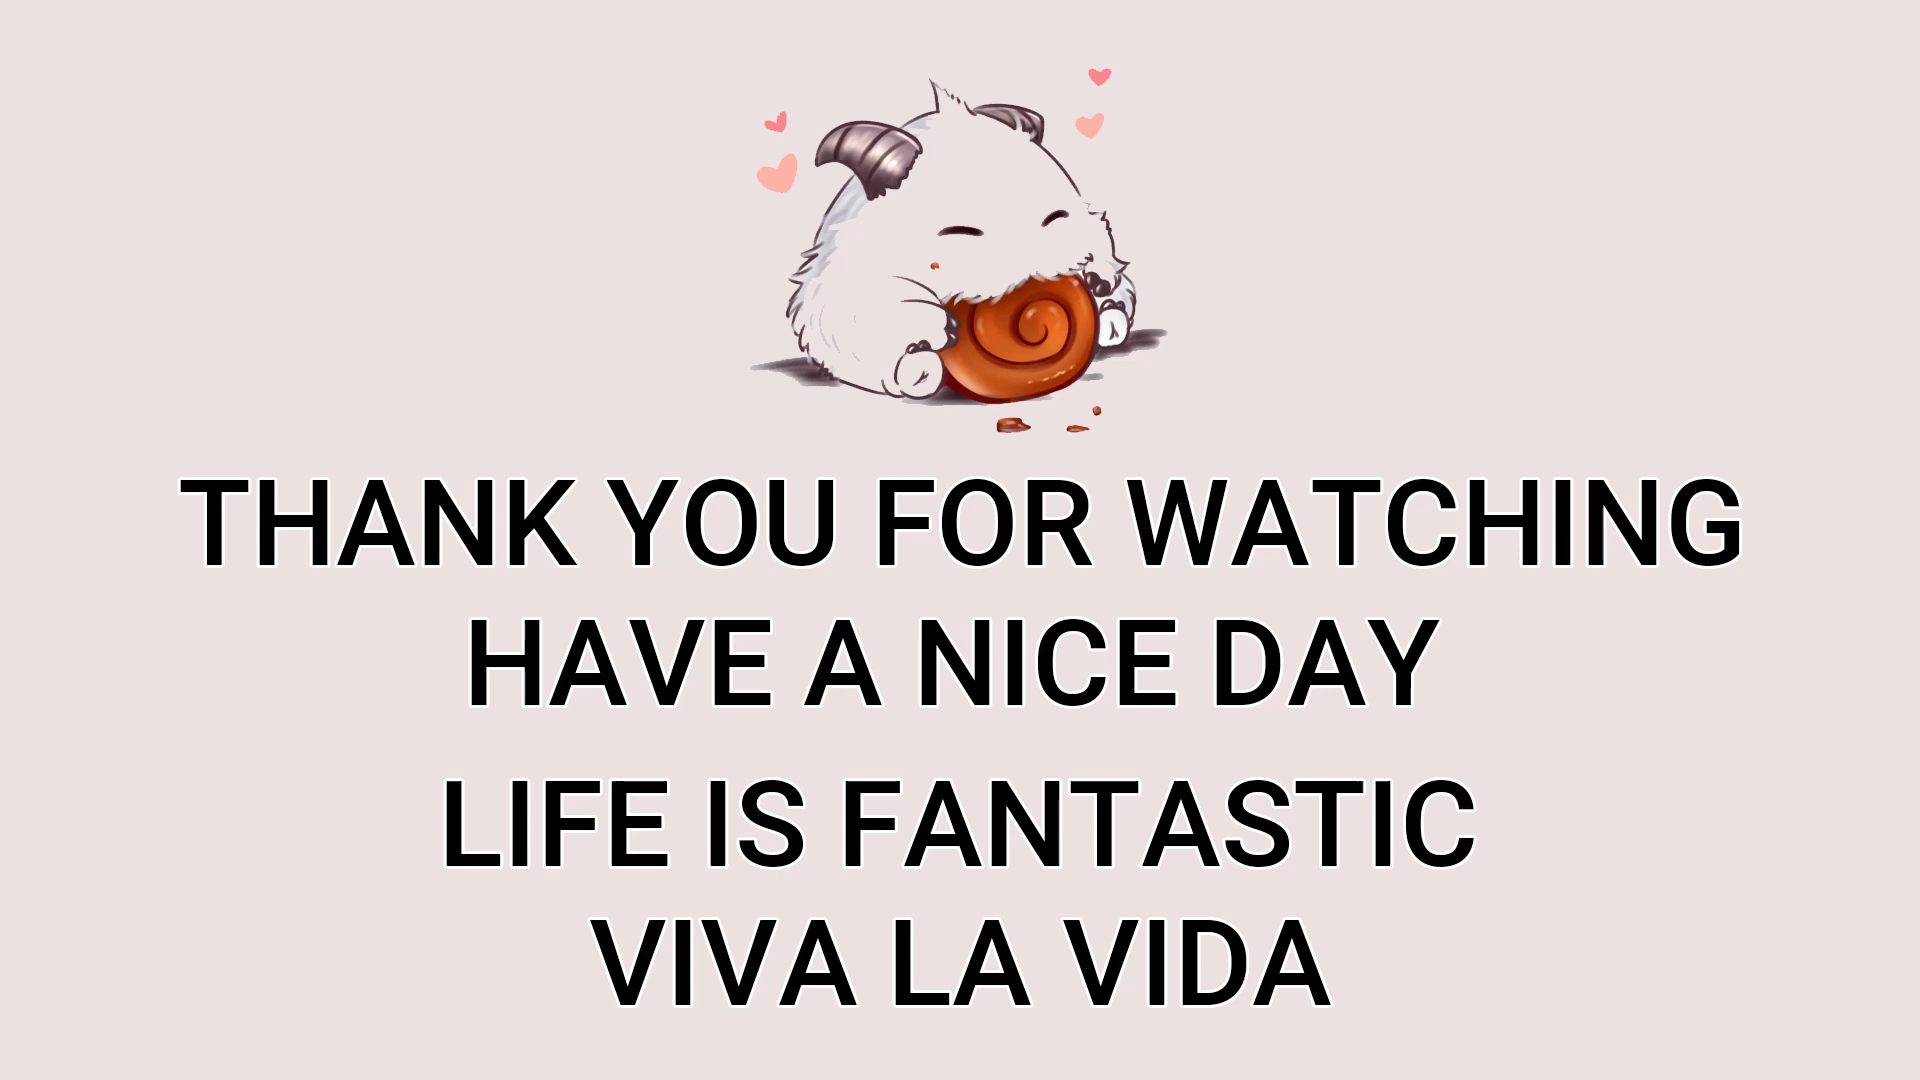 THANK YOU FOR WATCHING
HAVE A NICE DAY
LIFE IS FANTASTIC
VIVA LA VIDA